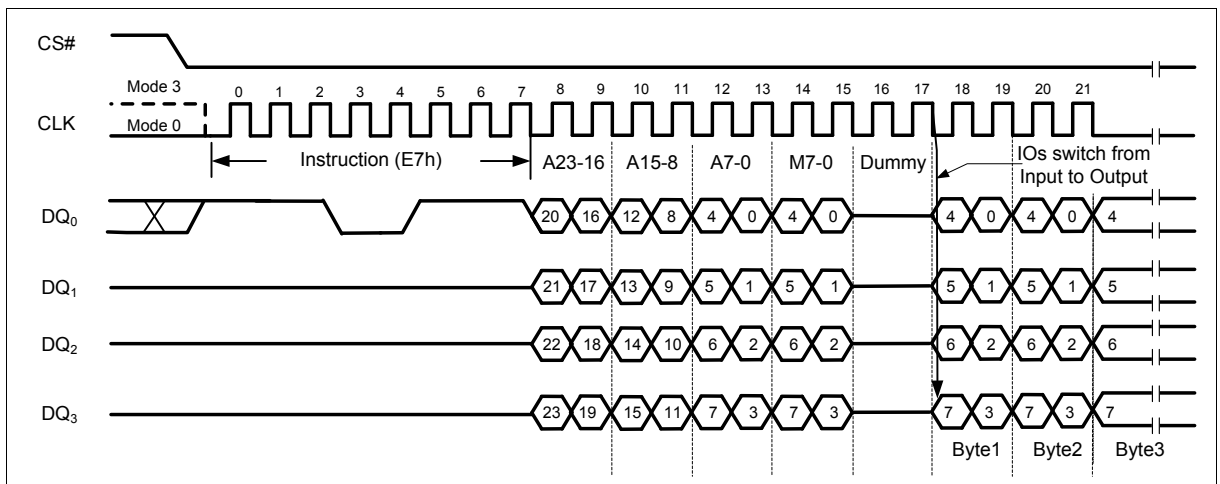 CS#
Mode 3
0 1 2 3 4 5 6 7 8 9 10 11 12 13 14 15 16 17 18 19 20 21
CLK
Mode 0
Instruction (E7h) A23-16 A15-8 A7-0 M7-0 Dummy
IOs switch from
Input to Output
DQ0 20 16 12 8 4 0 4 0 4 0 4 0 4
DQ1 21 17 13 9 5 1 5 1 5 1 5 1 5
DQ2 22 18 14 10 6 2 6 2 6 2 6 2 6
DQ3 23 19 15 11 7 3 7 3 7 3 7 3 7
Byte1 Byte2 Byte3